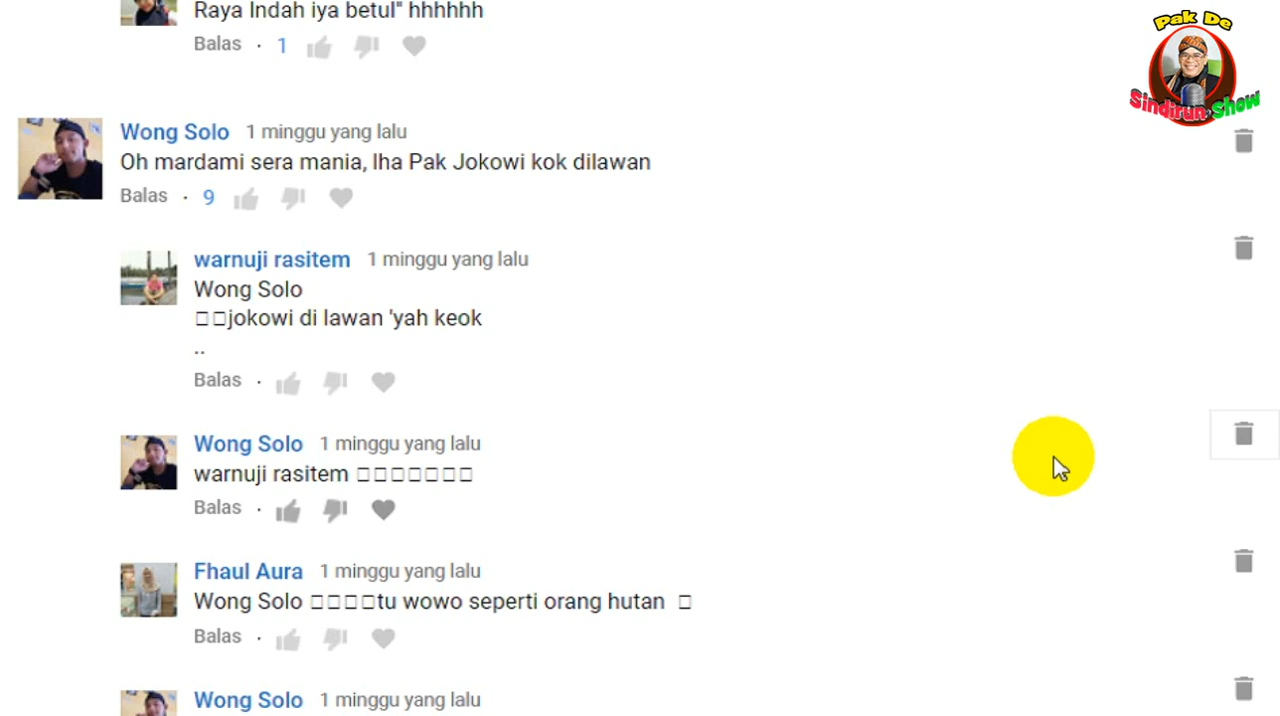 Raya Indah iya betul" hhhhhh
Balas · 1
Pak De
Sindirun Show
Wong Solo 1 minggu yang lalu
Oh mardami sera mania, lha Pak Jokowi kok dilawan
Balas · 9
warnuji rasitem 1 minggu yang lalu
Wong Solo
□□jokowi di lawan 'yah keok
..
Balas ·
Wong Solo 1 minggu yang lalu
warnuji rasitem □□□□□□□
Balas ·
Fhaul Aura 1 minggu yang lalu
Wong Solo □□□□tu wowo seperti orang hutan □
Balas ·
Wong Solo 1 minggu yang lalu